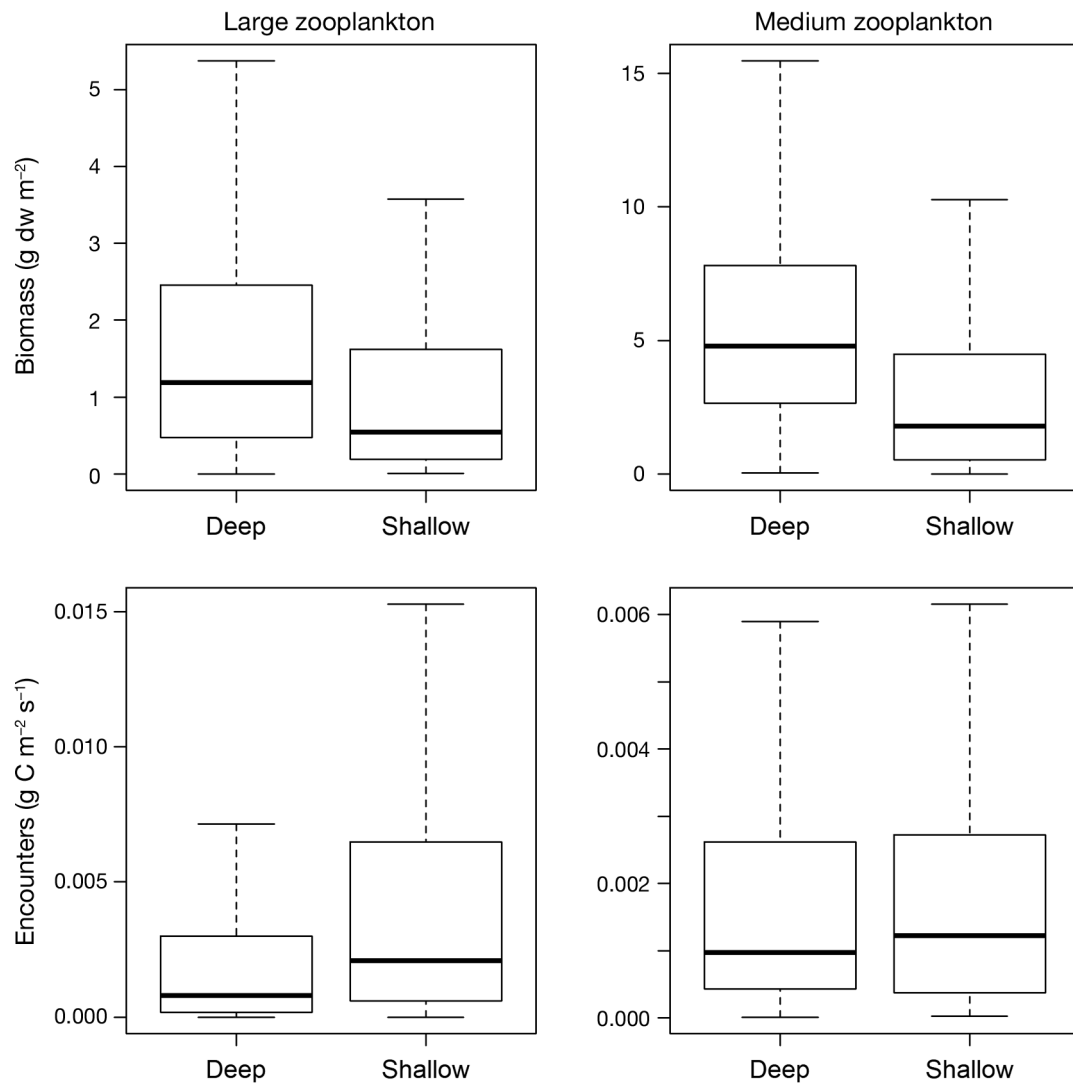 Large zooplankton
Medium zooplankton
Biomass (g dw m⁻²)
5
4
3
2
1
0
Deep
Shallow
15
10
5
0
Deep
Shallow
Encounters (g C m⁻² s⁻¹)
0.015
0.010
0.005
0.000
Deep
Shallow
0.006
0.004
0.002
0.000
Deep
Shallow